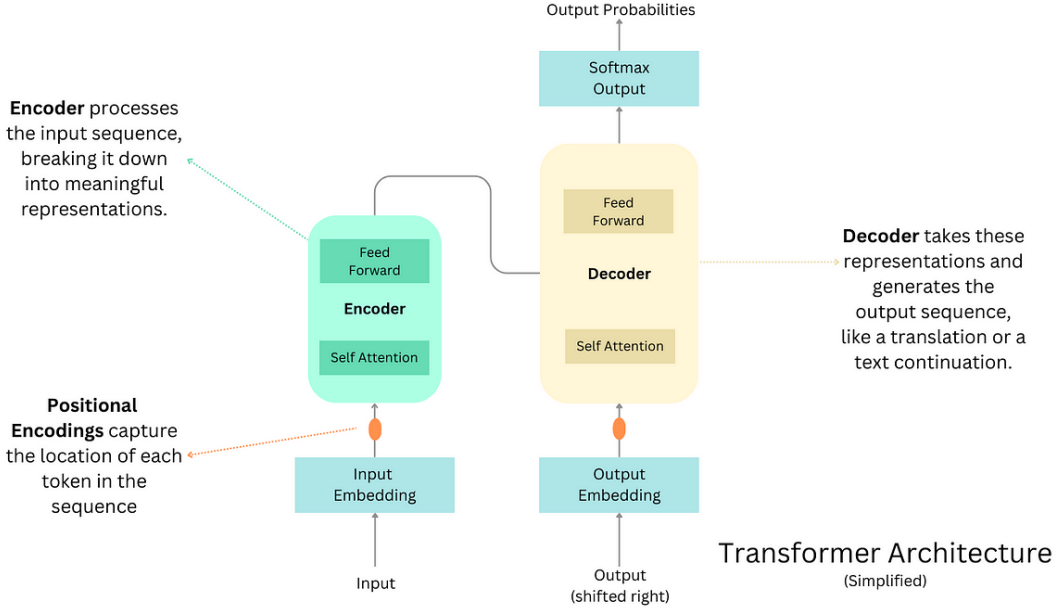 Output Probabilities
Softmax
Output
Encoder processes
the input sequence,
breaking it down
into meaningful
representations.
Feed
Forward
Encoder
Self Attention
Feed
Forward
Decoder
Self Attention
Decoder takes these
representations and
generates the
output sequence,
like a translation or a
text continuation.
Positional
Encodings capture
the location of each
token in the
sequence
Input
Embedding
Output
Embedding
Input
Output
(shifted right)
Transformer Architecture
(Simplified)